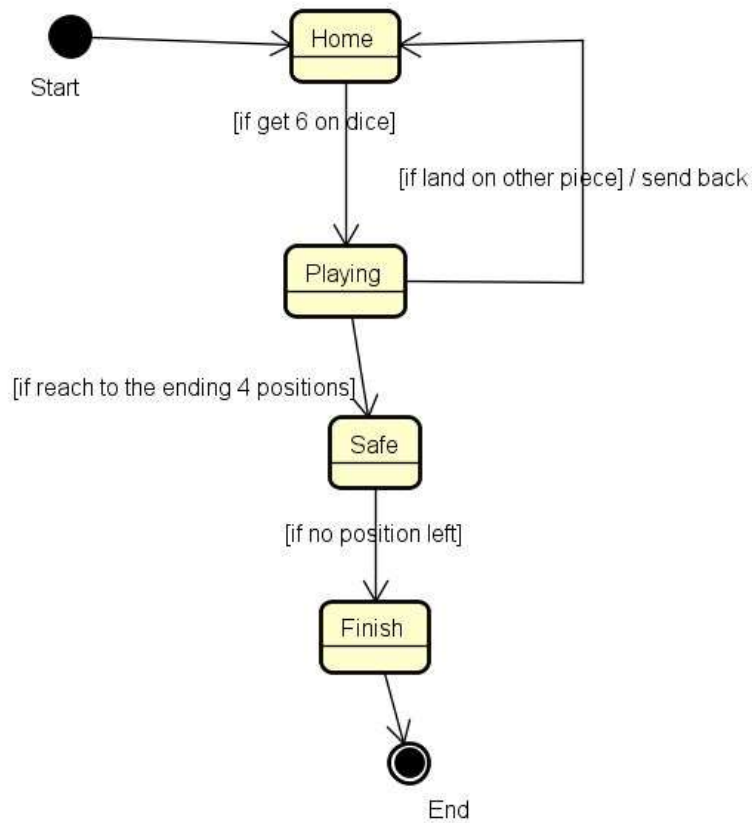 Home
Start
[if get 6 on dice]
[if land on other piece] / send back
Playing
[if reach to the ending 4 positions]
Safe
[if no position left]
Finish
End